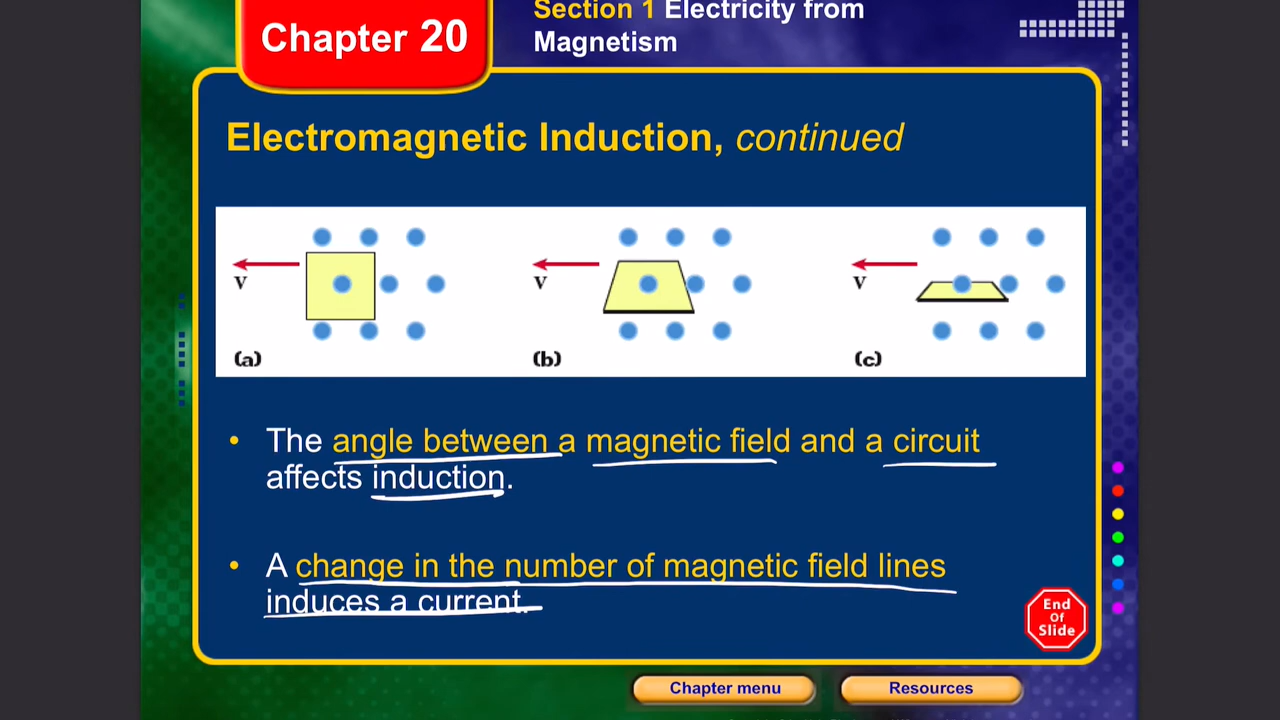 Chapter 20
Section 1 Electricity from
Magnetism
Electromagnetic Induction, continued
v
v
v
(a)
(b)
(c)
• The angle between a magnetic field and a circuit
affects induction.
• A change in the number of magnetic field lines
induces a current.
End
Of
Slide
Chapter menu
Resources